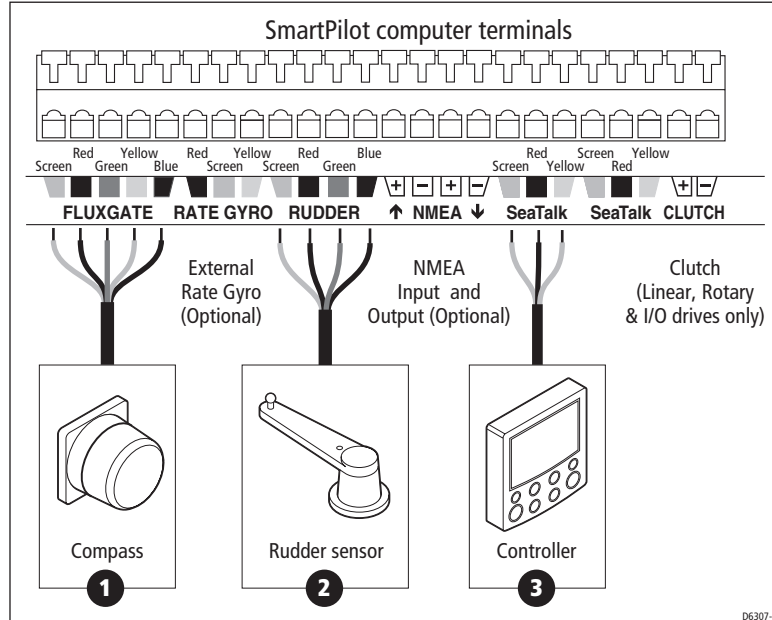 SmartPilot computer terminals
Red Yellow Red Yellow Red Blue Red Screen Yellow
Screen Green Blue Screen Screen Green Screen Yellow Red
+ − + − + −
FLUXGATE RATE GYRO RUDDER ↑ NMEA ↓ SeaTalk SeaTalk CLUTCH
External
Rate Gyro
(Optional)
NMEA
Input and
Output (Optional)
Clutch
(Linear, Rotary
& I/O drives only)
Compass
Rudder sensor
Controller
1
2
3
D6307-